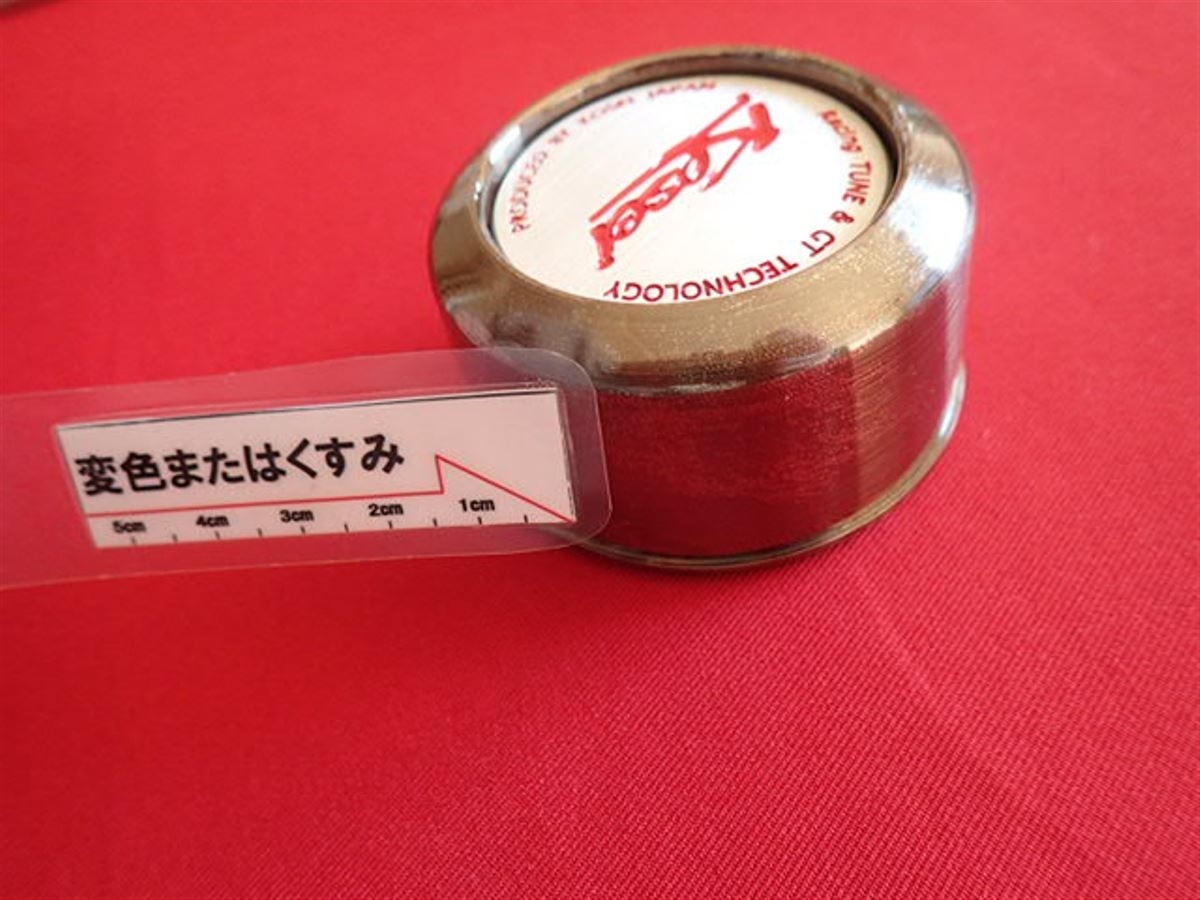 PRODUCED BY KOSEI JAPAN
Kosei
Racing TUNE & GT TECHNOLOGY
変色またはくすみ
5cm 4cm 3cm 2cm 1cm